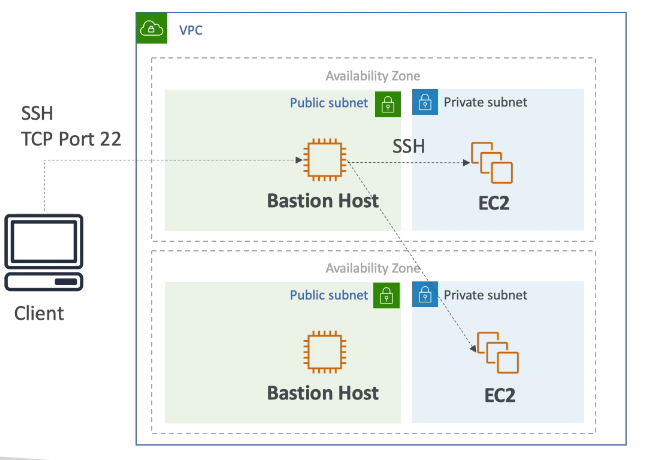 VPC
Availability Zone
Public subnet
Private subnet
SSH
TCP Port 22
SSH
Bastion Host
EC2
Client
Availability Zone
Public subnet
Private subnet
Bastion Host
EC2